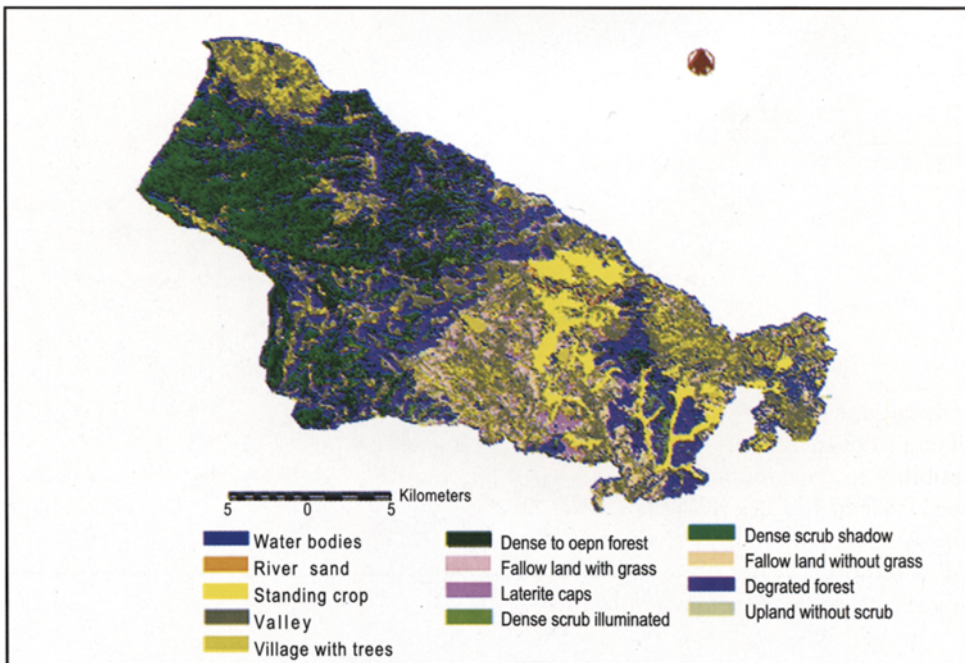 Kilometers
5 0 5
Water bodies
River sand
Standing crop
Valley
Village with trees
Dense to oepn forest
Fallow land with grass
Laterite caps
Dense scrub illuminated
Dense scrub shadow
Fallow land without grass
Degrated forest
Upland without scrub